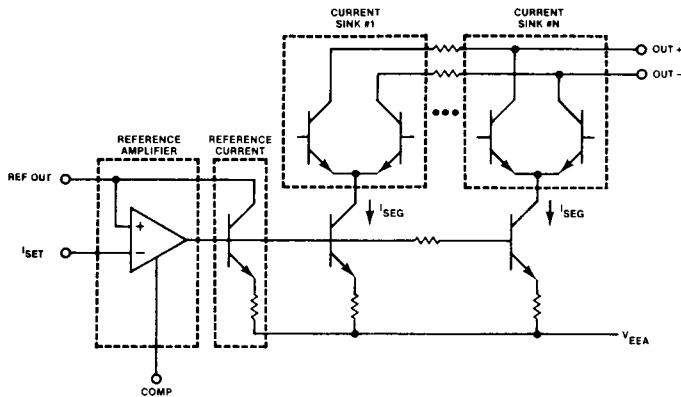 CURRENT
SINK #1
CURRENT
SINK #N
OUT +
OUT −
REFERENCE
AMPLIFIER
REFERENCE
CURRENT
REF OUT
ISET
+
−
ISEG
ISEG
VEEA
COMP